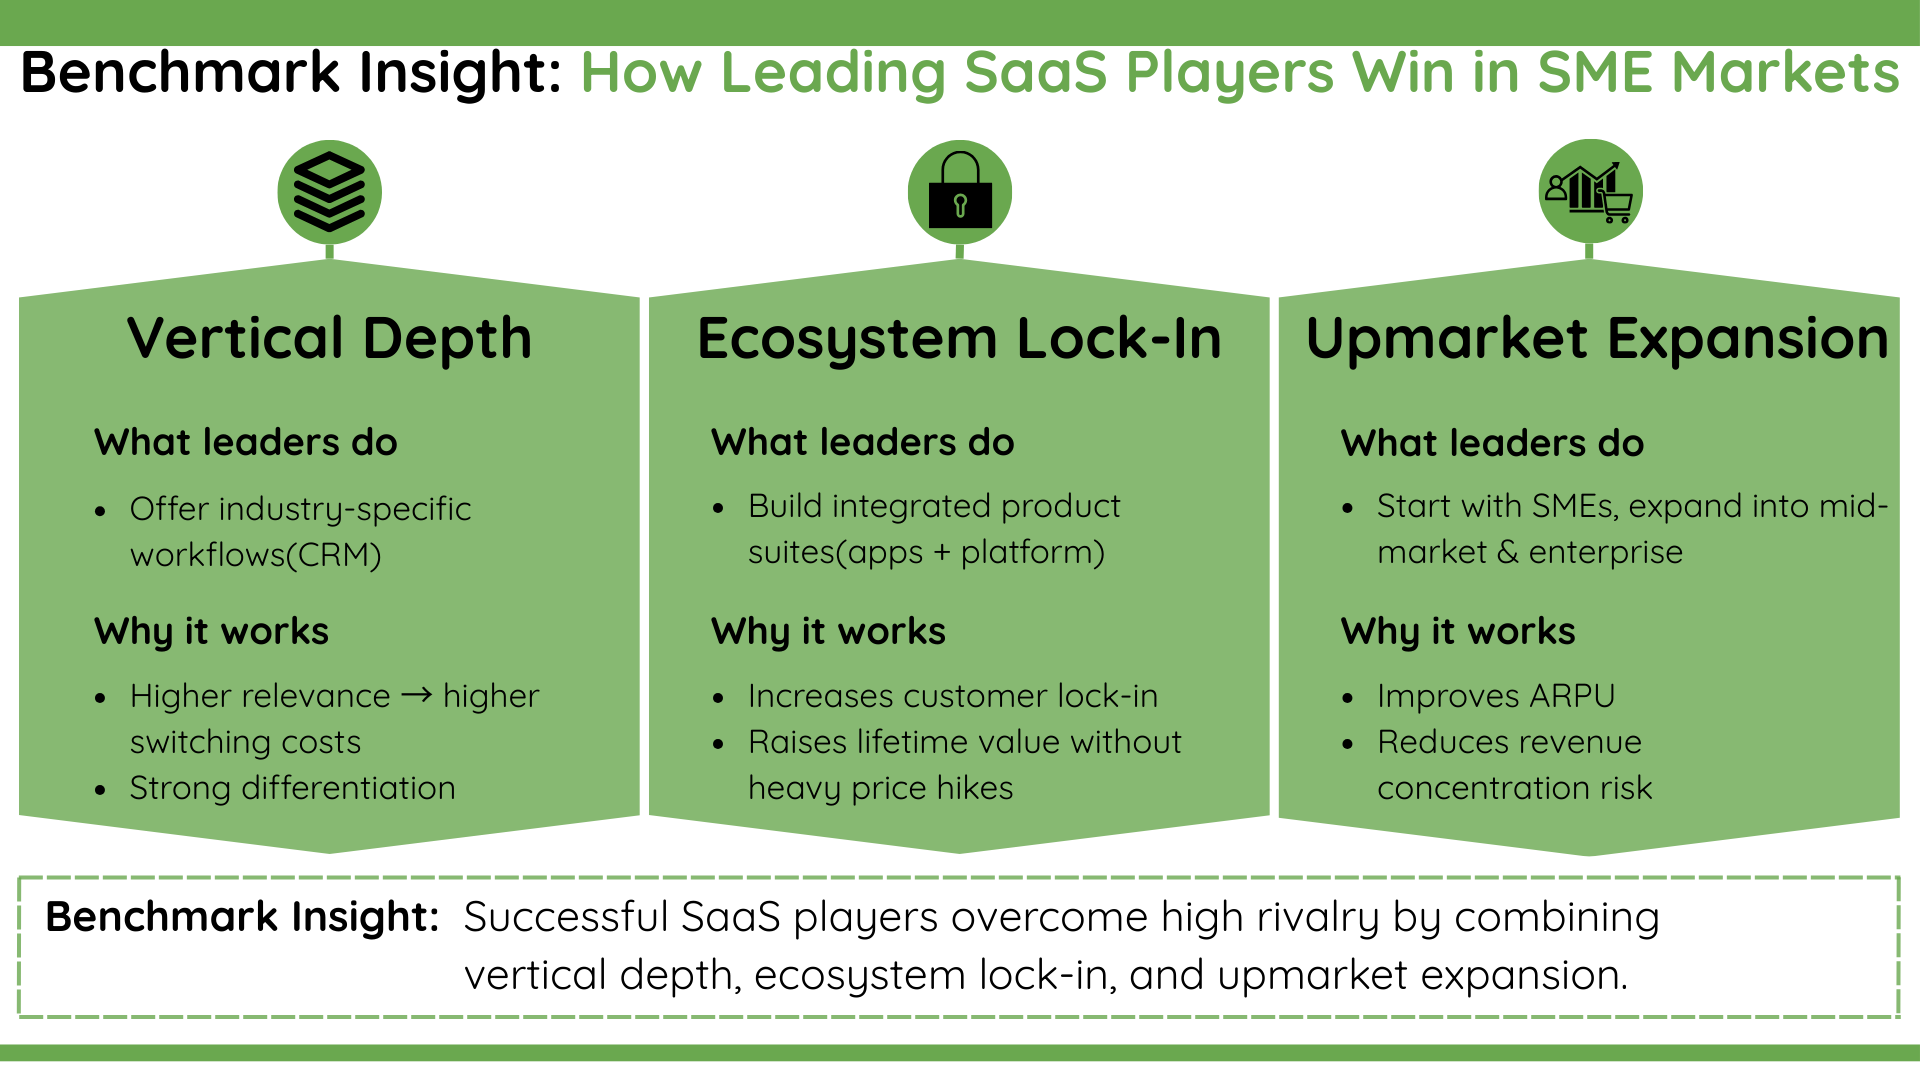 Benchmark Insight: How Leading SaaS Players Win in SME Markets
Vertical Depth
What leaders do
• Offer industry-specific
workflows(CRM)
Why it works
• Higher relevance → higher
switching costs
• Strong differentiation
Ecosystem Lock-In
What leaders do
• Build integrated product
suites(apps + platform)
Why it works
• Increases customer lock-in
• Raises lifetime value without
heavy price hikes
Upmarket Expansion
What leaders do
• Start with SMEs, expand into mid-
market & enterprise
Why it works
• Improves ARPU
• Reduces revenue
concentration risk
Benchmark Insight: Successful SaaS players overcome high rivalry by combining
vertical depth, ecosystem lock-in, and upmarket expansion.